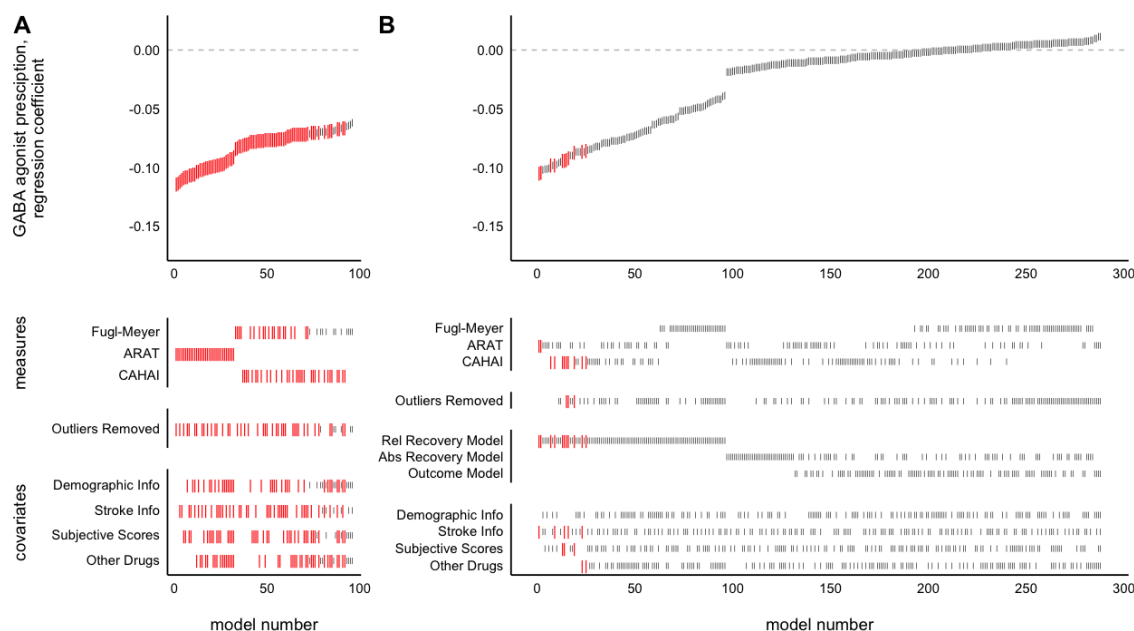 A
B
GABA agonist presciption,
regression coefficient
0.00
-0.05
-0.10
-0.15
0
50
100
0.00
-0.05
-0.10
-0.15
0
50
100
150
200
250
300
measures
Fugl-Meyer
ARAT
CAHAI
Outliers Removed
covariates
Demographic Info
Stroke Info
Subjective Scores
Other Drugs
model number
Fugl-Meyer
ARAT
CAHAI
Outliers Removed
Rel Recovery Model
Abs Recovery Model
Outcome Model
Demographic Info
Stroke Info
Subjective Scores
Other Drugs
0
50
100
150
200
250
300
model number